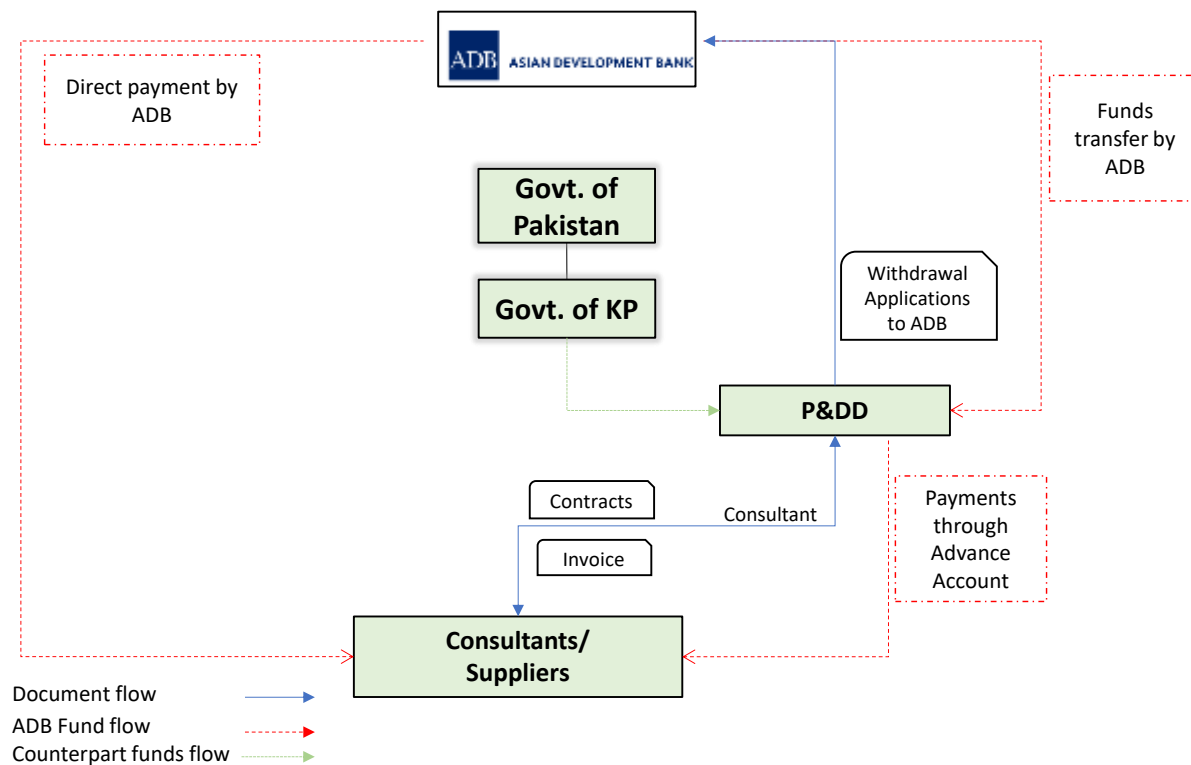 ADB ASIAN DEVELOPMENT BANK
Direct payment by
ADB
Funds
transfer by
ADB
Govt. of
Pakistan
Govt. of KP
Withdrawal
Applications
to ADB
P&DD
Contracts
Consultant
Invoice
Payments
through
Advance
Account
Consultants/
Suppliers
Document flow
ADB Fund flow
Counterpart funds flow